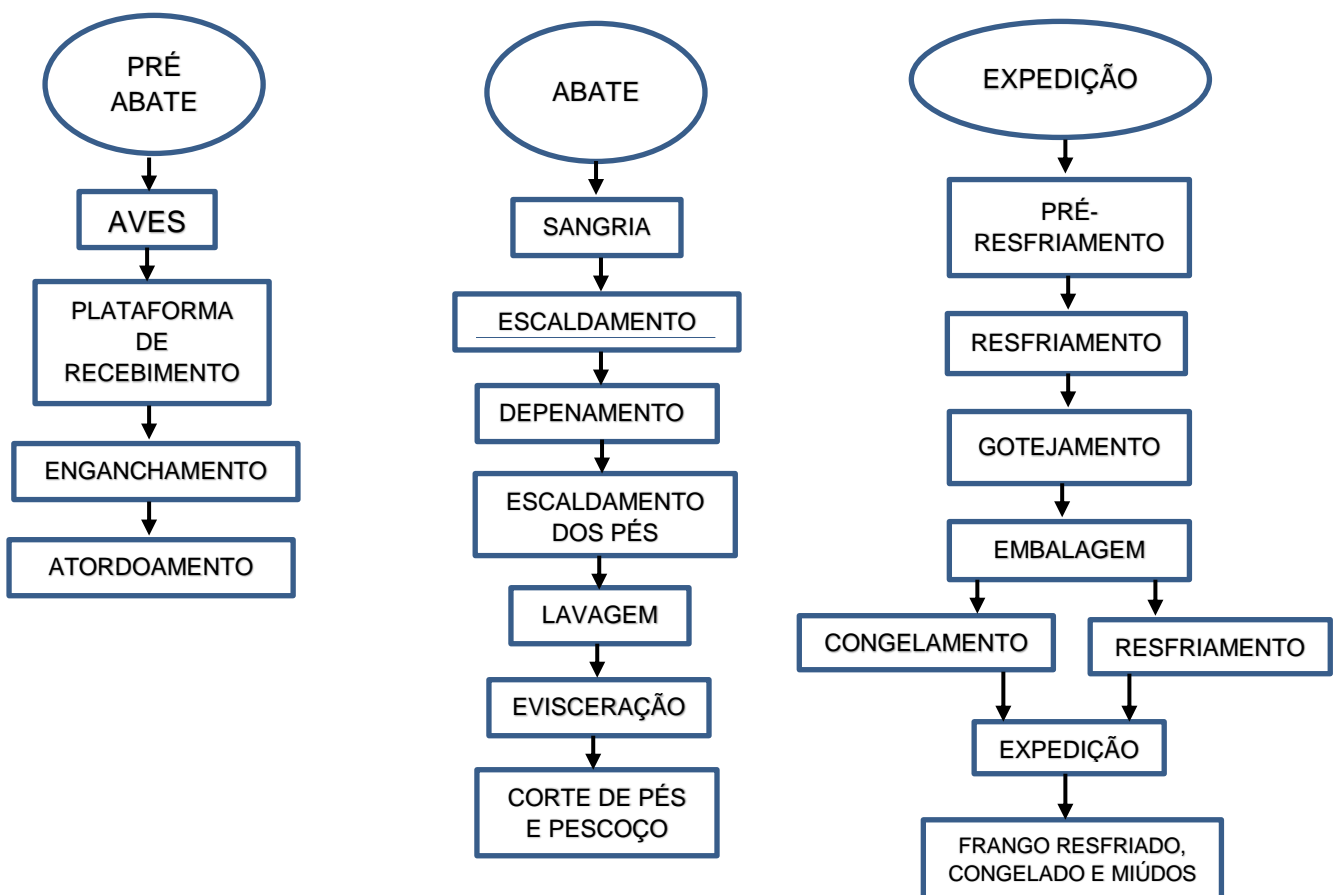 PRÉ
ABATE
AVES
PLATAFORMA
DE
RECEBIMENTO
ENGANCHAMENTO
ATORDOAMENTO
ABATE
SANGRIA
ESCALDAMENTO
DEPENAMENTO
ESCALDAMENTO
DOS PÉS
LAVAGEM
EVISCERAÇÃO
CORTE DE PÉS
E PESCOÇO
EXPEDIÇÃO
PRÉ-
RESFRIAMENTO
RESFRIAMENTO
GOTEJAMENTO
EMBALAGEM
CONGELAMENTO
RESFRIAMENTO
EXPEDIÇÃO
FRANGO RESFRIADO,
CONGELADO E MIÚDOS